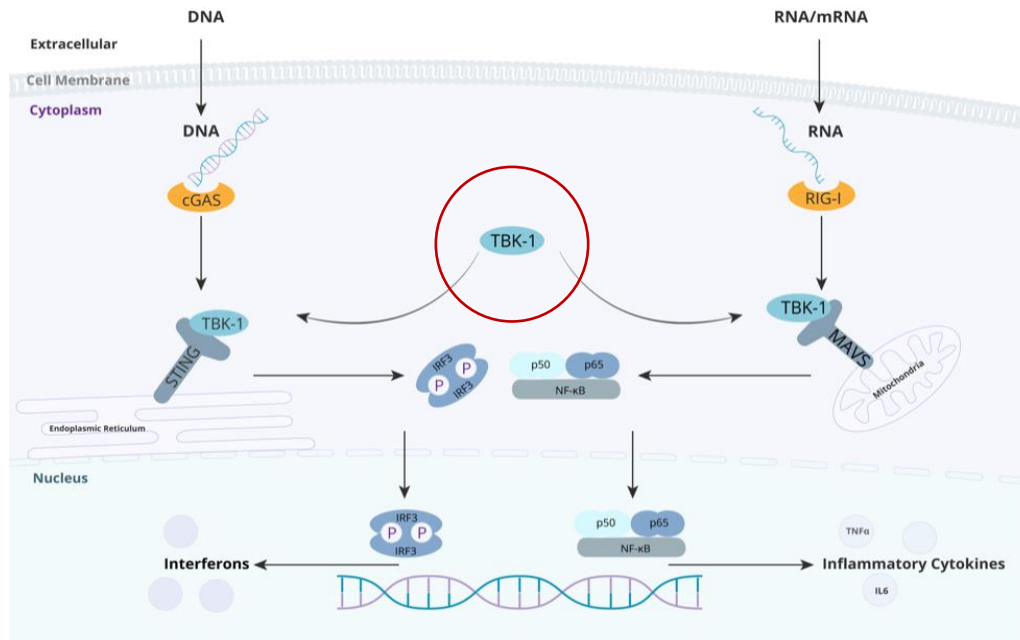 DNA
RNA/mRNA
Extracellular
Cell Membrane
Cytoplasm
DNA
RNA
cGAS
RIG-I
TBK-1
TBK-1
STING
TBK-1
MAVS
Mitochondria
IRF3
P
P
IRF3
p50
p65
NF-κB
Endoplasmic Reticulum
Nucleus
IRF3
P
P
IRF3
p50
p65
NF-κB
TNFα
Interferons
Inflammatory Cytokines
IL6